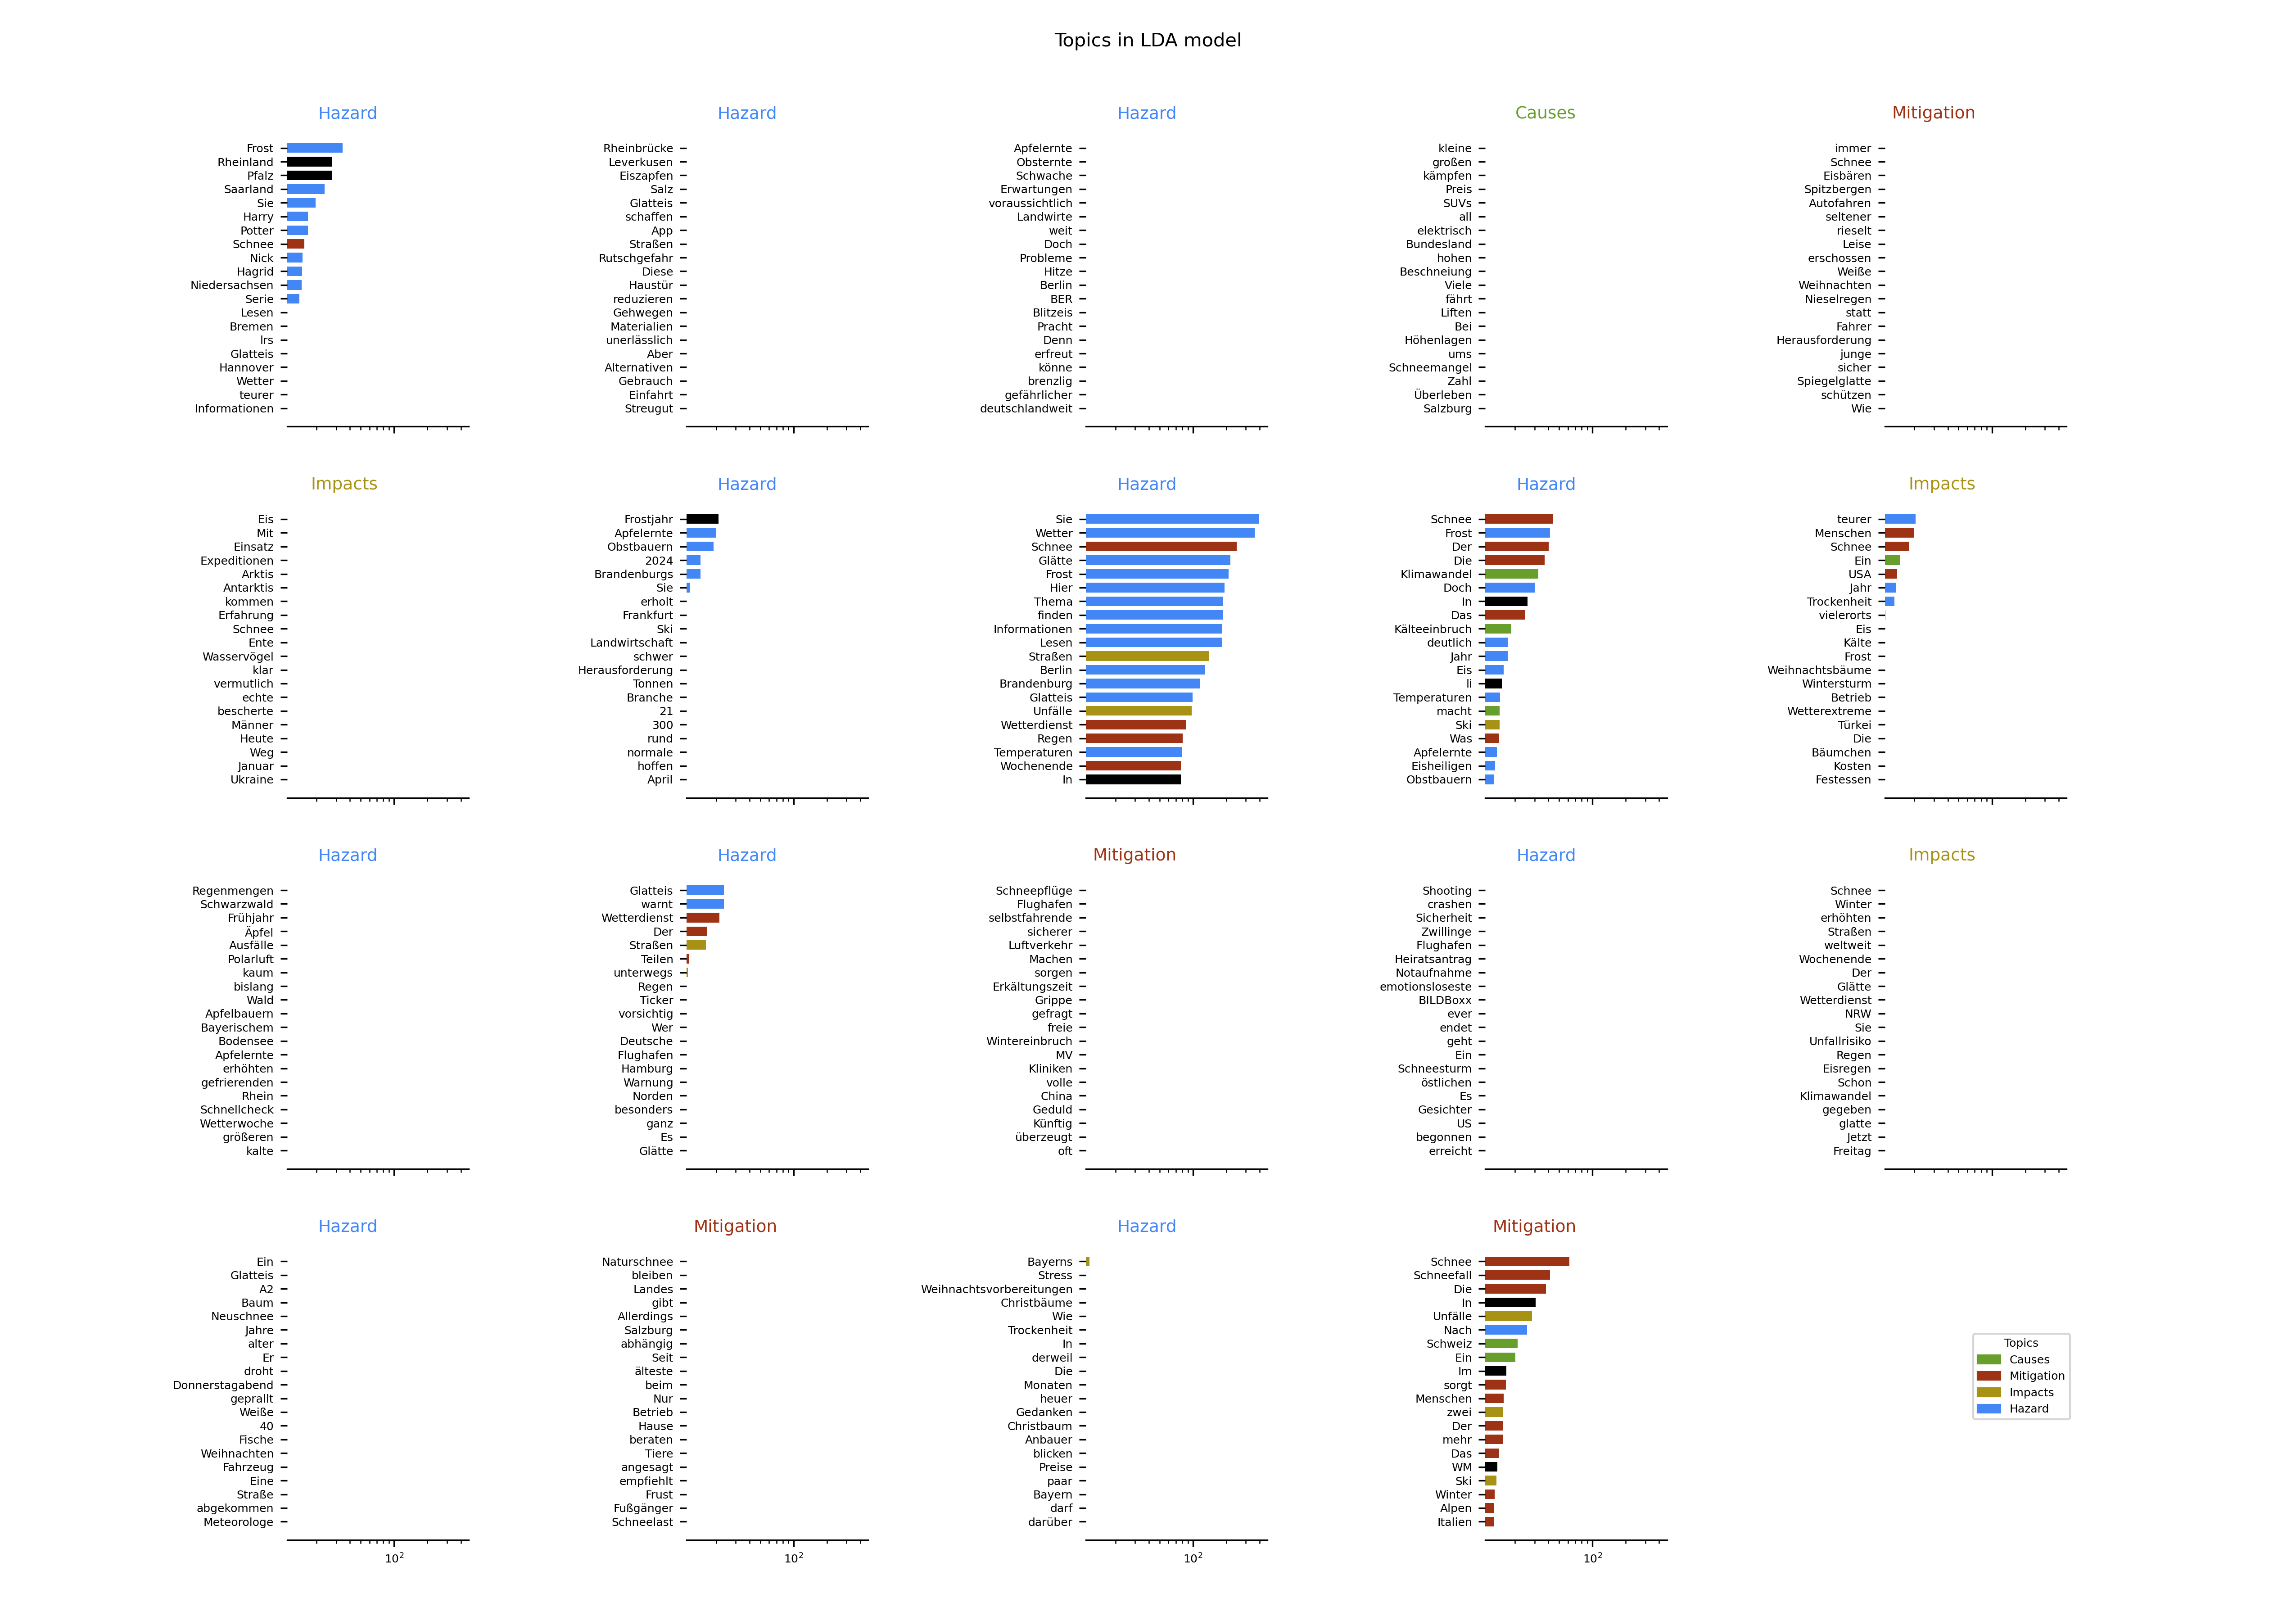 Topics in LDA model
Hazard
Frost
Rheinland
Pfalz
Saarland
Sie
Harry
Potter
Schnee
Nick
Hagrid
Niedersachsen
Serie
Lesen
Bremen
Irs
Glatteis
Hannover
Wetter
teurer
Informationen
Hazard
Rheinbrücke
Leverkusen
Eiszapfen
Salz
Glatteis
schaffen
App
Straßen
Rutschgefahr
Diese
Haustür
reduzieren
Gehwegen
Materialien
unerlässlich
Aber
Alternativen
Gebrauch
Einfahrt
Streugut
Hazard
Apfelernte
Obsternte
Schwache
Erwartungen
voraussichtlich
Landwirte
weit
Doch
Probleme
Hitze
Berlin
BER
Blitzeis
Pracht
Denn
erfreut
könne
brenzlig
gefährlicher
deutschlandweit
Causes
kleine
großen
kämpfen
Preis
SUVs
all
elektrisch
Bundesland
hohen
Beschneiung
Viele
fährt
Liften
Bei
Höhenlagen
ums
Schneemangel
Zahl
Überleben
Salzburg
Mitigation
immer
Schnee
Eisbären
Spitzbergen
Autofahren
seltener
rieselt
Leise
erschossen
Weiße
Weihnachten
Nieselregen
statt
Fahrer
Herausforderung
junge
sicher
Spiegelglatte
schützen
Wie
Impacts
Eis
Mit
Einsatz
Expeditionen
Arktis
Antarktis
kommen
Erfahrung
Schnee
Ente
Wasservögel
klar
vermutlich
echte
bescherte
Männer
Heute
Weg
Januar
Ukraine
Hazard
Frostjahr
Apfelernte
Obstbauern
2024
Brandenburgs
Sie
erholt
Frankfurt
Ski
Landwirtschaft
schwer
Herausforderung
Tonnen
Branche
21
300
rund
normale
hoffen
April
Hazard
Sie
Wetter
Schnee
Glätte
Frost
Hier
Thema
finden
Informationen
Lesen
Straßen
Berlin
Brandenburg
Glatteis
Unfälle
Wetterdienst
Regen
Temperaturen
Wochenende
In
Hazard
Schnee
Frost
Der
Die
Klimawandel
Doch
In
Das
Kälteeinbruch
deutlich
Jahr
Eis
li
Temperaturen
macht
Ski
Was
Apfelernte
Eisheiligen
Obstbauern
Impacts
teurer
Menschen
Schnee
Ein
USA
Jahr
Trockenheit
vielerorts
Eis
Kälte
Frost
Weihnachtsbäume
Wintersturm
Betrieb
Wetterextreme
Türkei
Die
Bäumchen
Kosten
Festessen
Hazard
Regenmengen
Schwarzwald
Frühjahr
Äpfel
Ausfälle
Polarluft
kaum
bislang
Wald
Apfelbauern
Bayerischem
Bodensee
Apfelernte
erhöhten
gefrierenden
Rhein
Schnellcheck
Wetterwoche
größeren
kalte
Hazard
Glatteis
warnt
Wetterdienst
Der
Straßen
Teilen
unterwegs
Regen
Ticker
vorsichtig
Wer
Deutsche
Flughafen
Hamburg
Warnung
Norden
besonders
ganz
Es
Glätte
Mitigation
Schneepflüge
Flughafen
selbstfahrende
sicherer
Luftverkehr
Machen
sorgen
Erkältungszeit
Grippe
gefragt
freie
Wintereinbruch
MV
Kliniken
volle
China
Geduld
Künftig
überzeugt
oft
Hazard
Shooting
crashen
Sicherheit
Zwillinge
Flughafen
Heiratsantrag
Notaufnahme
emotionsloseste
BILDBoxx
ever
endet
geht
Ein
Schneesturm
östlichen
Es
Gesichter
US
begonnen
erreicht
Impacts
Schnee
Winter
erhöhten
Straßen
weltweit
Wochenende
Der
Glätte
Wetterdienst
NRW
Sie
Unfallrisiko
Regen
Eisregen
Schon
Klimawandel
gegeben
glatte
Jetzt
Freitag
Hazard
Ein
Glatteis
A2
Baum
Neuschnee
Jahre
alter
Er
droht
Donnerstagabend
geprallt
Weiße
40
Fische
Weihnachten
Fahrzeug
Eine
Straße
abgekommen
Meteorologe
10²
Mitigation
Naturschnee
bleiben
Landes
gibt
Allerdings
Salzburg
abhängig
Seit
älteste
beim
Nur
Betrieb
Hause
beraten
Tiere
angesagt
empfiehlt
Frust
Fußgänger
Schneelast
10²
Hazard
Bayerns
Stress
Weihnachtsvorbereitungen
Christbäume
Wie
Trockenheit
In
derweil
Die
Monaten
heuer
Gedanken
Christbaum
Anbauer
blicken
Preise
paar
Bayern
darf
darüber
10²
Mitigation
Schnee
Schneefall
Die
In
Unfälle
Nach
Schweiz
Ein
Im
sorgt
Menschen
zwei
Der
mehr
Das
WM
Ski
Winter
Alpen
Italien
10²
Topics
Causes
Mitigation
Impacts
Hazard